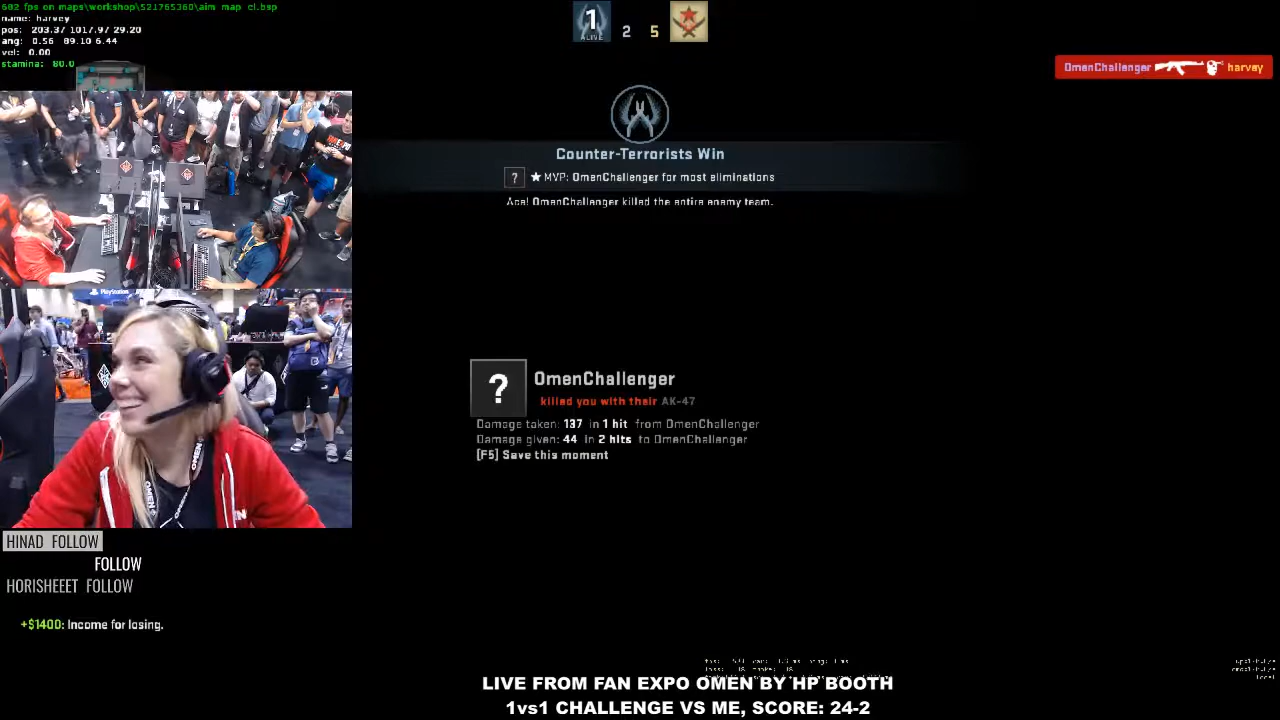 602 fps on maps\workshop\521765360\aim_map_cl.bsp
name: harvey
pos: 203.37 1017.97 29.20
ang: 0.56 89.10 6.44
vel: 0.00
stamina: 80.0
1
ALIVE
2 5
OmenChallenger harvey
Counter-Terrorists Win
? ★ MVP: OmenChallenger for most eliminations
Ace! OmenChallenger killed the entire enemy team.
PlayStation
OMEN
? OmenChallenger
killed you with their AK-47
Damage taken: 137 in 1 hit from OmenChallenger
Damage given: 44 in 2 hits to OmenChallenger
[F5] Save this moment
HINAD FOLLOW
FOLLOW
HORISHEEET FOLLOW
+$1400: Income for losing.
LIVE FROM FAN EXPO OMEN BY HP BOOTH
1vs1 CHALLENGE VS ME, SCORE: 24-2